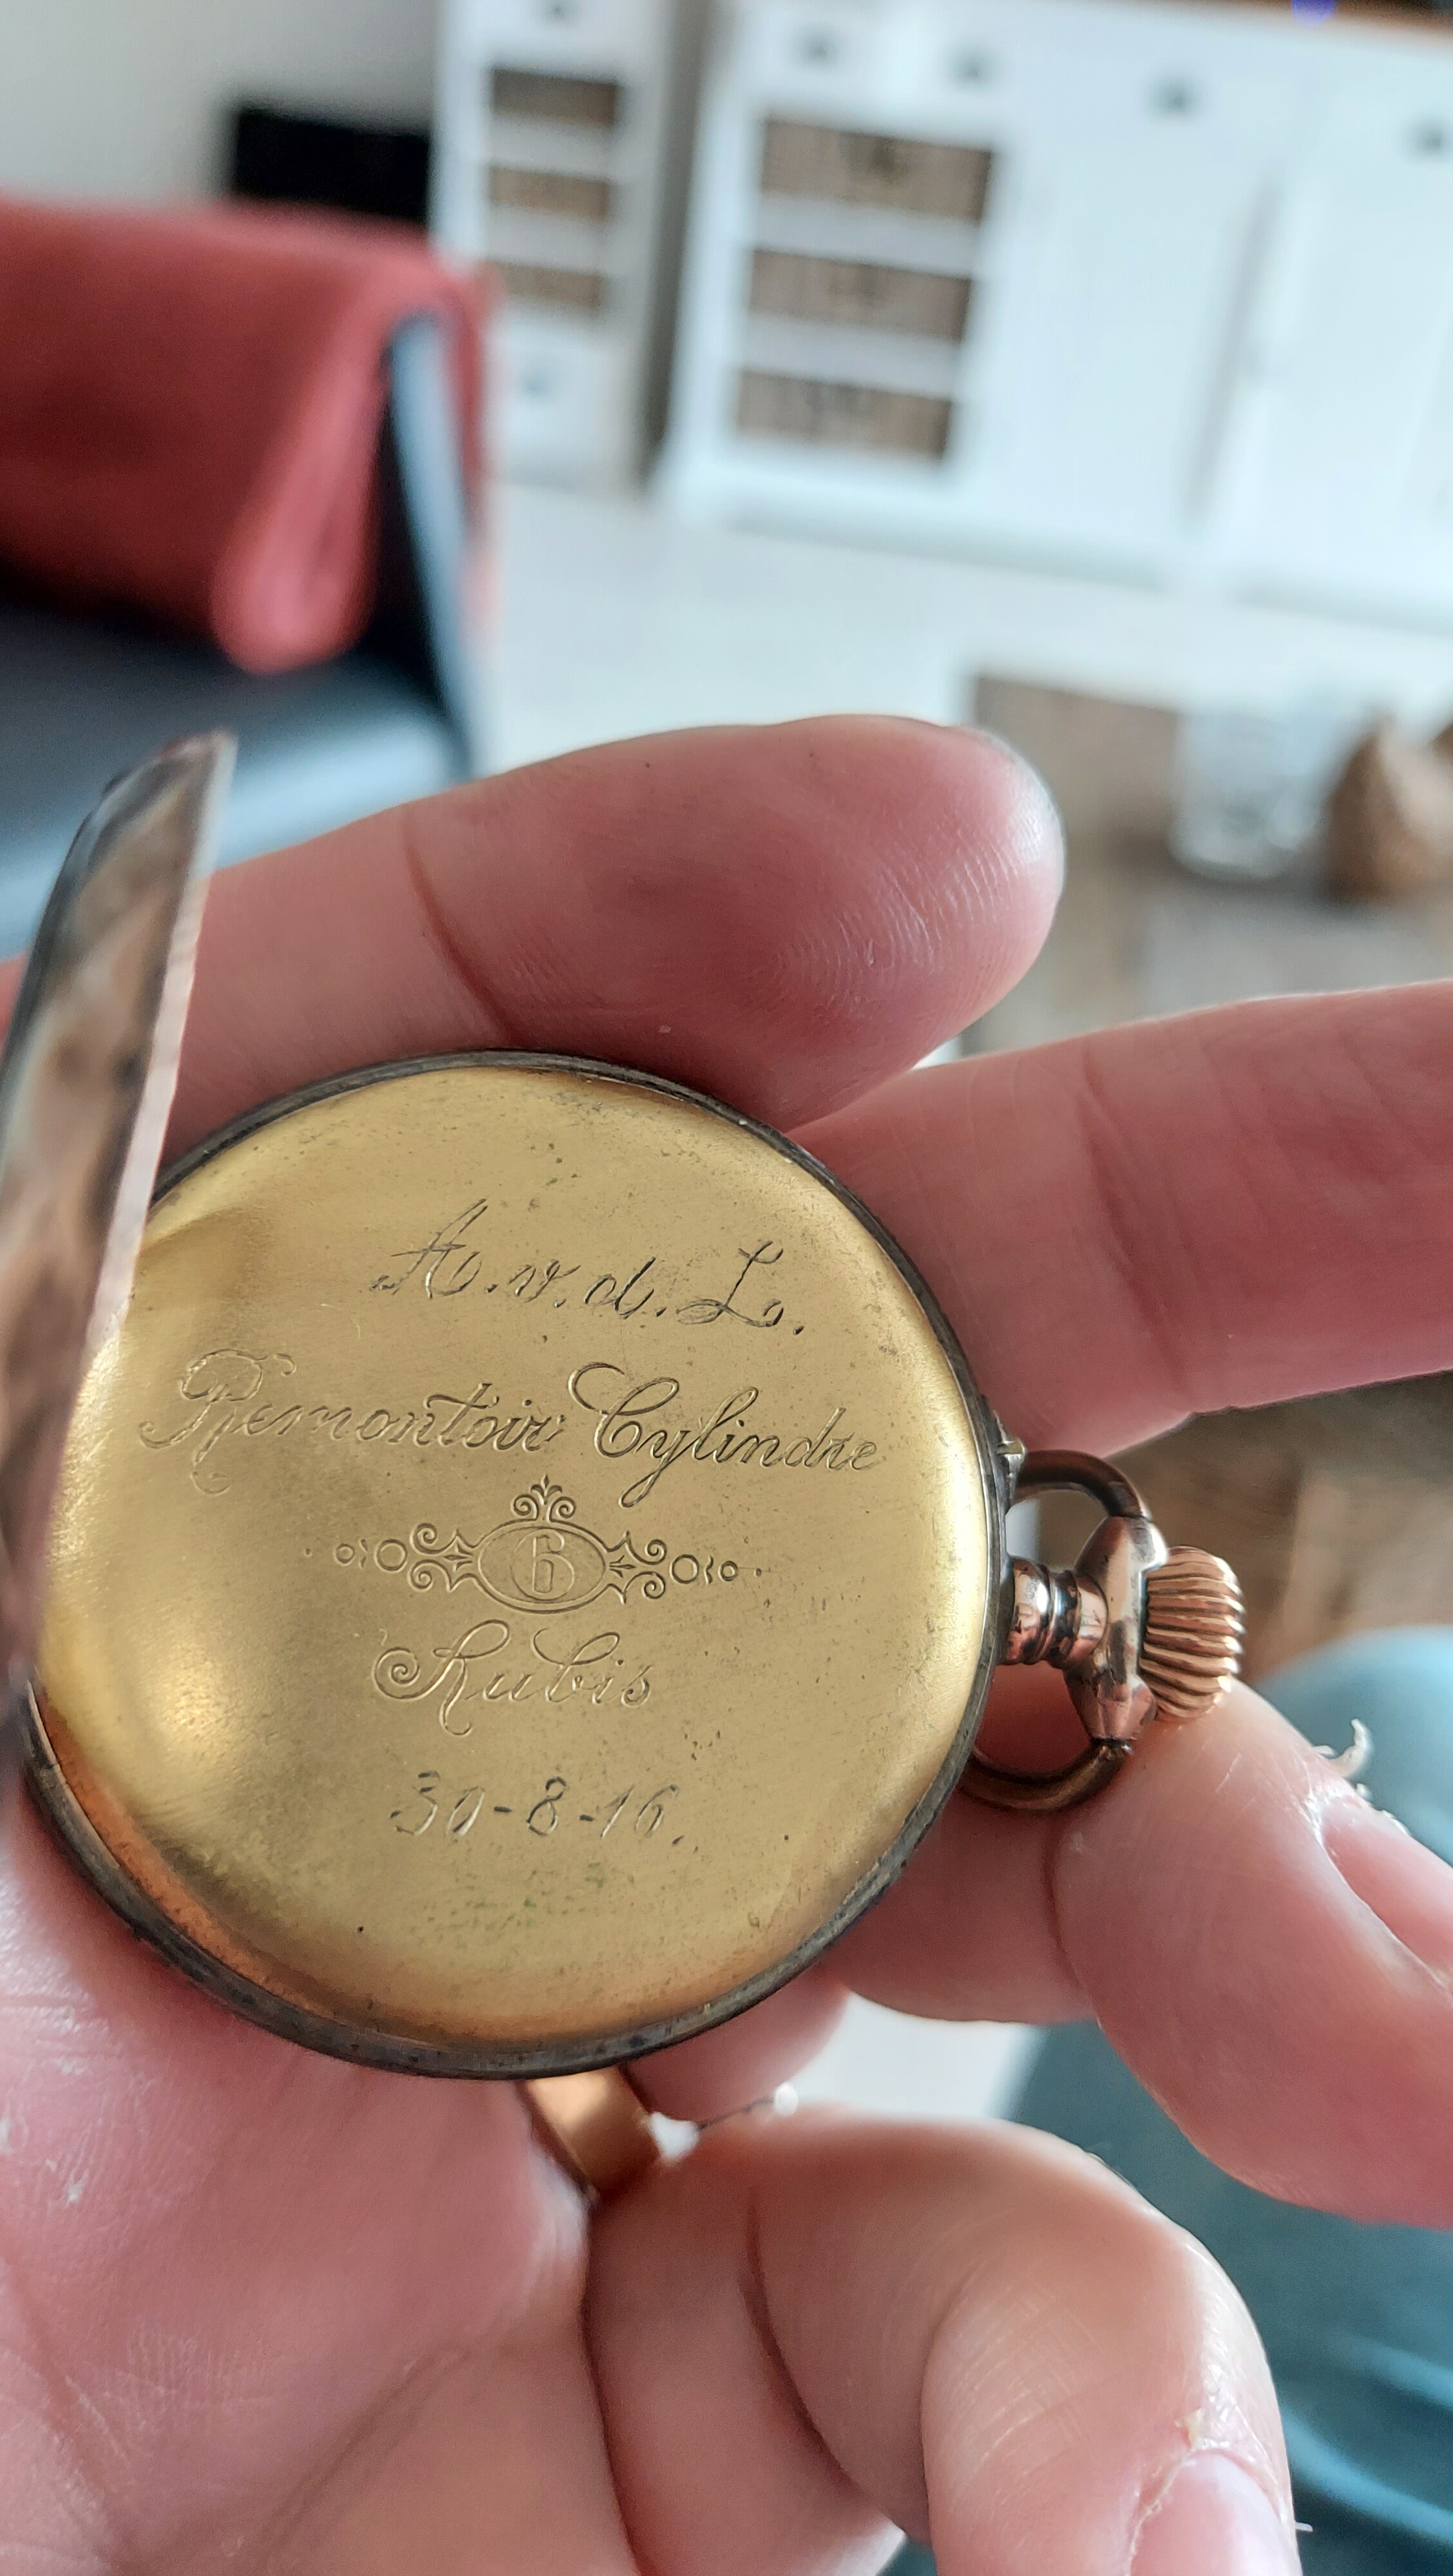 A.v.d.L.
Remontoir Cylindre
6
Rubis
30-8-16.